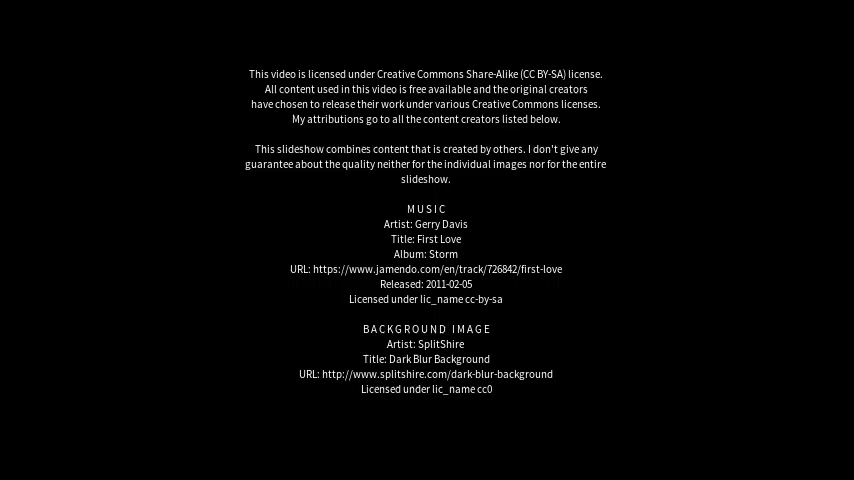 This video is licensed under Creative Commons Share-Alike (CC BY-SA) license.
All content used in this video is free available and the original creators
have chosen to release their work under various Creative Commons licenses.
My attributions go to all the content creators listed below.
This slideshow combines content that is created by others. I don't give any
guarantee about the quality neither for the individual images nor for the entire
slideshow.
MUSIC
Artist: Gerry Davis
Title: First Love
Album: Storm
URL: https://www.jamendo.com/en/track/726842/first-love
Released: 2011-02-05
Licensed under lic_name cc-by-sa
BACKGROUND IMAGE
Artist: SplitShire
Title: Dark Blur Background
URL: http://www.splitshire.com/dark-blur-background
Licensed under lic_name cc0